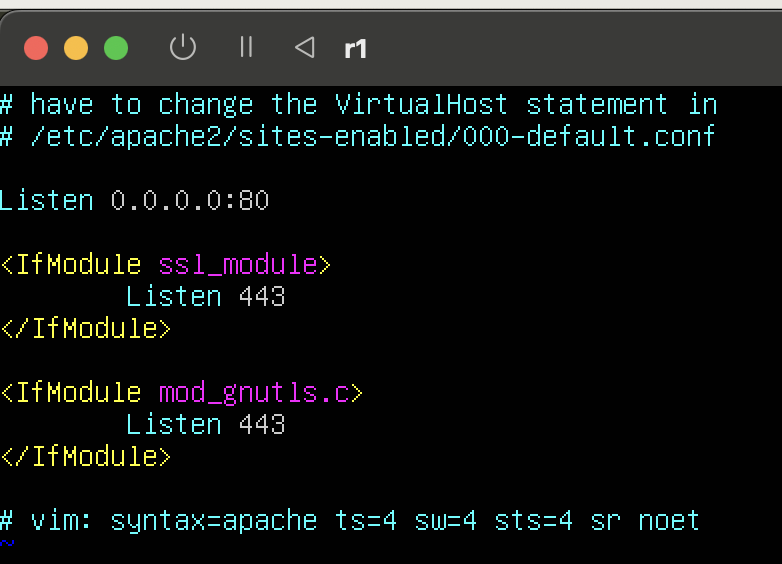 r1
# have to change the VirtualHost statement in
# /etc/apache2/sites-enabled/000-default.conf
Listen 0.0.0.0:80
<IfModule ssl_module>
Listen 443
</IfModule>
<IfModule mod_gnutls.c>
Listen 443
</IfModule>
# vim: syntax=apache ts=4 sw=4 sts=4 sr noet
~